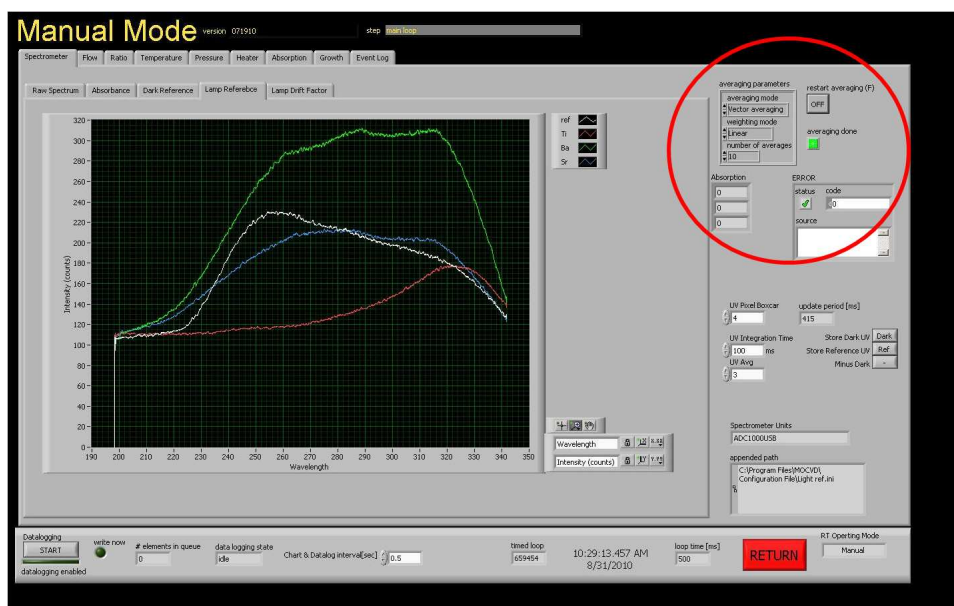 Manual Mode version 071910 step main loop
Spectrometer Flow Ratio Temperature Pressure Heater Absorption Growth Event Log
Raw Spectrum Absorbance Dark Reference Lamp Referebce Lamp Drift Factor
320
300
280
260
240
220
200
180
160
140
120
100
80
60
40
20
0
Intensity (counts)
190 200 210 220 230 240 250 260 270 280 290 300 310 320 330 340 350
Wavelength
ref
Ti
Ba
Sr
Wavelength
Intensity (counts)
averaging parameters
averaging mode
Vector averaging
weighting mode
Linear
number of averages
10
restart averaging (F)
OFF
averaging done
Absorption
0
0
0
ERROR
status code
0
source
UV Pixel Boxcar
4
update period [ms]
415
UV Integration Time
100 ms
UV Avg
3
Store Dark UV Dark
Store Reference UV Ref
Minus Dark -
Spectrometer Units
ADC1000USB
appended path
C:\Program Files\MOCVD\
Configuration File\Light ref.ini
Datalogging
START
datalogging enabled
write now
# elements in queue
0
data logging state
idle
Chart & Datalog interval[sec] 0.5
timed loop
659454
10:29:13.457 AM
8/31/2010
loop time [ms]
500
RETURN
RT Operting Mode
Manual